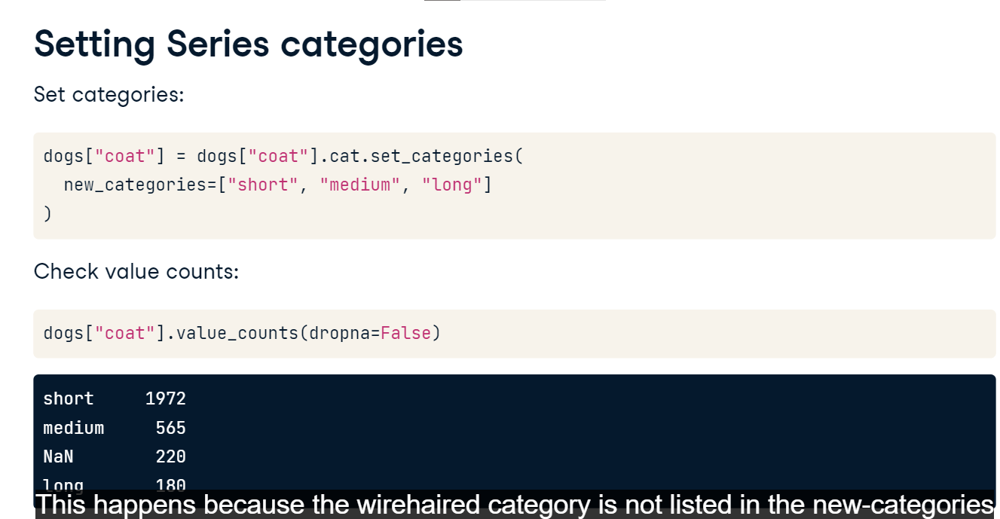 Setting Series categories
Set categories:
dogs["coat"] = dogs["coat"].cat.set_categories(
  new_categories=["short", "medium", "long"]
)
Check value counts:
dogs["coat"].value_counts(dropna=False)
short     1972
medium     565
NaN        220
long       180
This happens because the wirehaired category is not listed in the new-categories